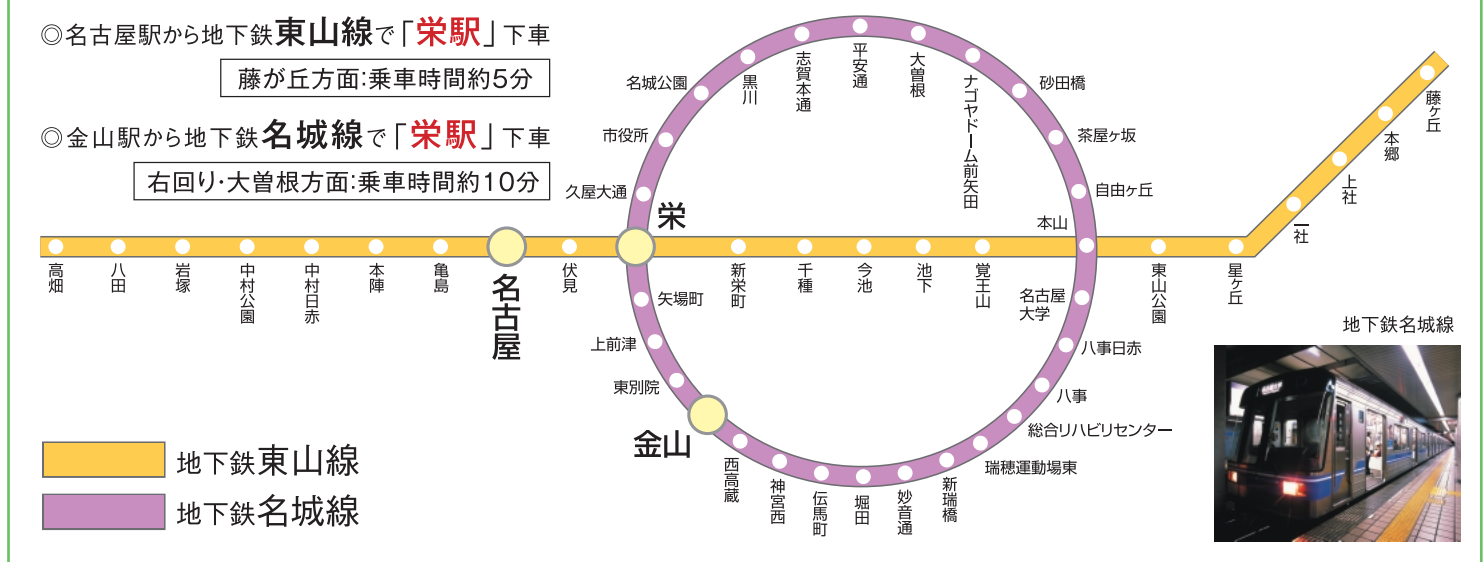 ◎名古屋駅から地下鉄東山線で「栄駅」下車
藤が丘方面:乗車時間約5分
◎金山駅から地下鉄名城線で「栄駅」下車
右回り・大曽根方面:乗車時間約10分
名城公園
黒川
志賀本通
平安通
大曽根
ナゴヤドーム前矢田
砂田橋
茶屋ヶ坂
自由ヶ丘
本山
市役所
久屋大通
栄
高畑
八田
岩塚
中村公園
中村日赤
本陣
亀島
名古屋
伏見
新栄町
千種
今池
池下
覚王山
東山公園
星ヶ丘
一社
上社
本郷
藤ヶ丘
矢場町
上前津
東別院
金山
西高蔵
神宮西
伝馬町
堀田
妙音通
新瑞橋
瑞穂運動場東
総合リハビリセンター
八事
八事日赤
名古屋
大学
地下鉄名城線
地下鉄東山線
地下鉄名城線